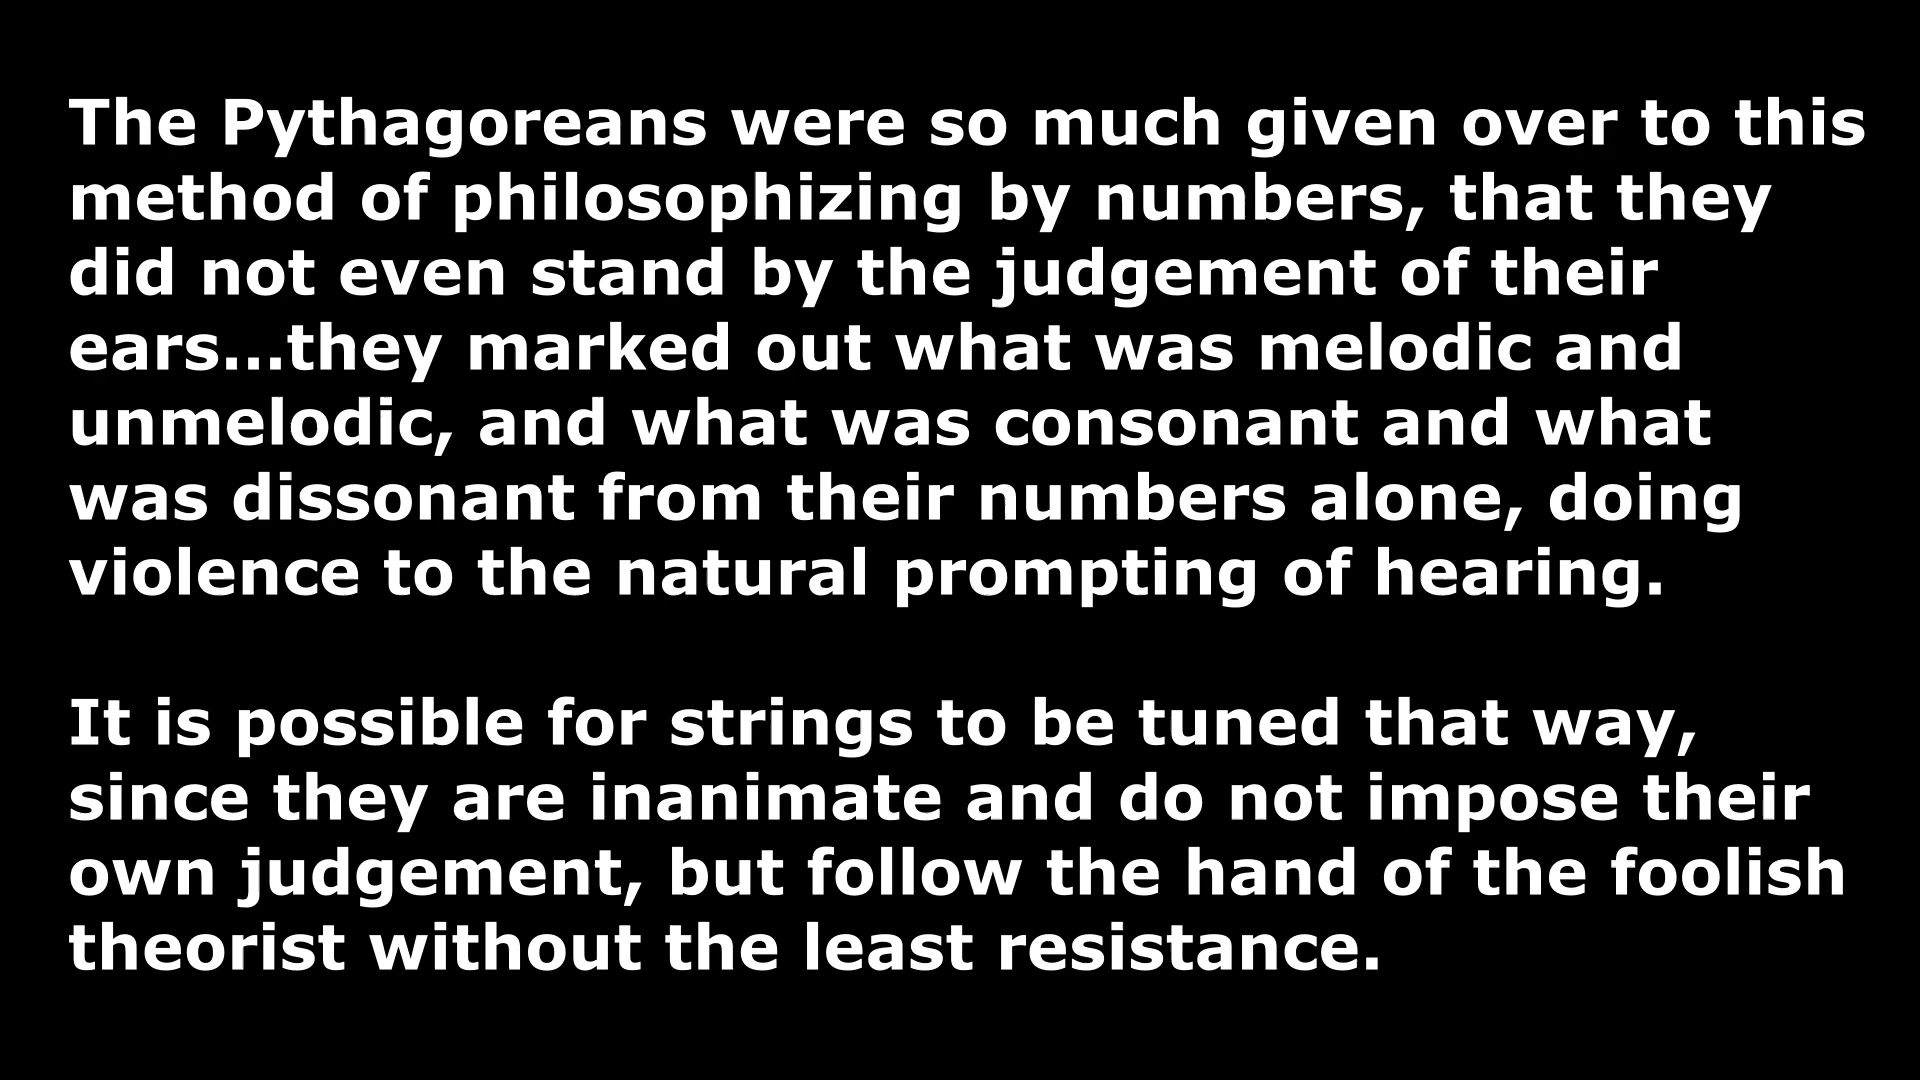 The Pythagoreans were so much given over to this
method of philosophizing by numbers, that they
did not even stand by the judgement of their
ears...they marked out what was melodic and
unmelodic, and what was consonant and what
was dissonant from their numbers alone, doing
violence to the natural prompting of hearing.
It is possible for strings to be tuned that way,
since they are inanimate and do not impose their
own judgement, but follow the hand of the foolish
theorist without the least resistance.